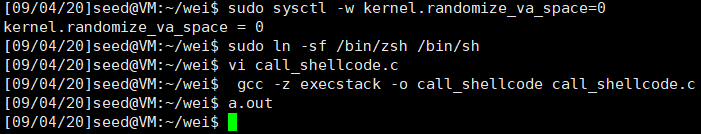 [09/04/20]seed@VM:~/wei$ sudo sysctl -w kernel.randomize_va_space=0
kernel.randomize_va_space = 0
[09/04/20]seed@VM:~/wei$ sudo ln -sf /bin/zsh /bin/sh
[09/04/20]seed@VM:~/wei$ vi call_shellcode.c
[09/04/20]seed@VM:~/wei$  gcc -z execstack -o call_shellcode call_shellcode.c
[09/04/20]seed@VM:~/wei$ a.out
[09/04/20]seed@VM:~/wei$